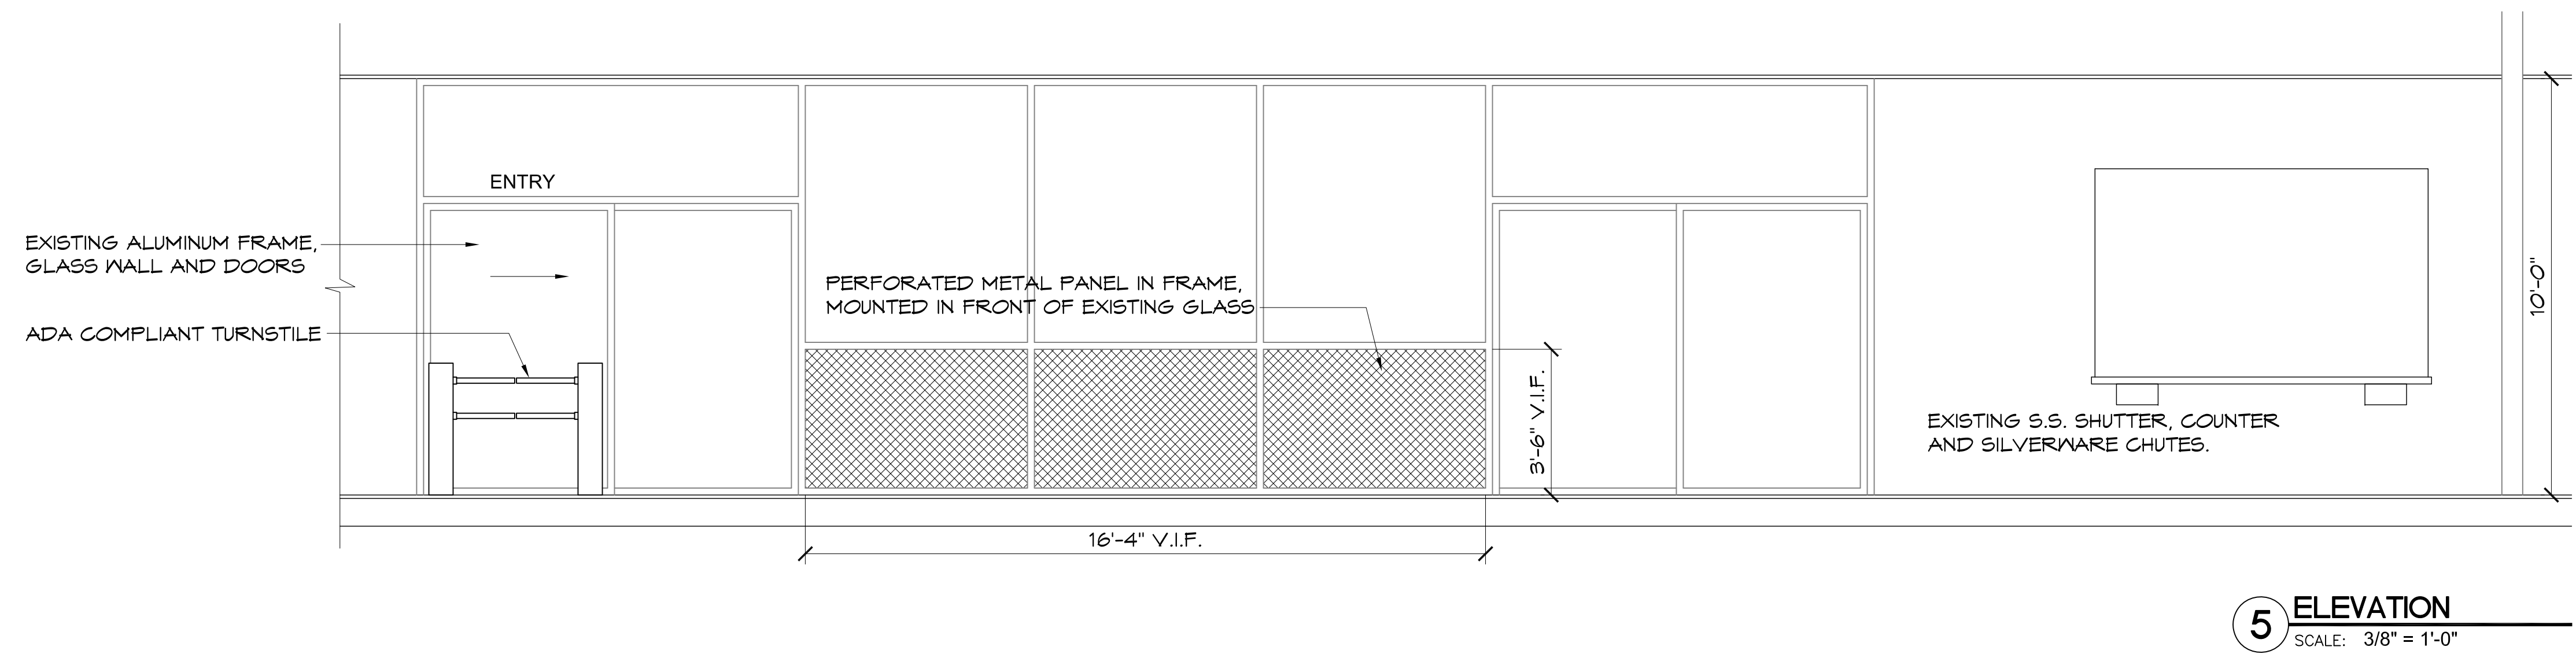 ENTRY
EXISTING ALUMINUM FRAME,
GLASS WALL AND DOORS
ADA COMPLIANT TURNSTILE
PERFORATED METAL PANEL IN FRAME,
MOUNTED IN FRONT OF EXISTING GLASS
3'-6" V.I.F.
16'-4" V.I.F.
EXISTING S.S. SHUTTER, COUNTER
AND SILVERWARE CHUTES.
10'-0"
5 ELEVATION
SCALE: 3/8" = 1'-0"